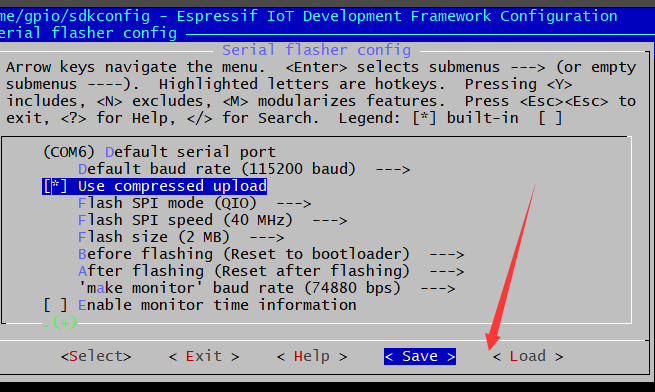 me/gpio/sdkconfig - Espressif IoT Development Framework Configuration
erial flasher config
Serial flasher config
Arrow keys navigate the menu.  <Enter> selects submenus ---> (or empty
submenus ----).  Highlighted letters are hotkeys.  Pressing <Y>
includes, <N> excludes, <M> modularizes features.  Press <Esc><Esc> to
exit, <?> for Help, </> for Search.  Legend: [*] built-in  [ ]
(COM6) Default serial port
Default baud rate (115200 baud)  --->
[*] Use compressed upload
Flash SPI mode (QIO)  --->
Flash SPI speed (40 MHz)  --->
Flash size (2 MB)  --->
Before flashing (Reset to bootloader)  --->
After flashing (Reset after flashing)  --->
'make monitor' baud rate (74880 bps)  --->
[ ] Enable monitor time information
(+)
<Select>    < Exit >    < Help >    < Save >    < Load >